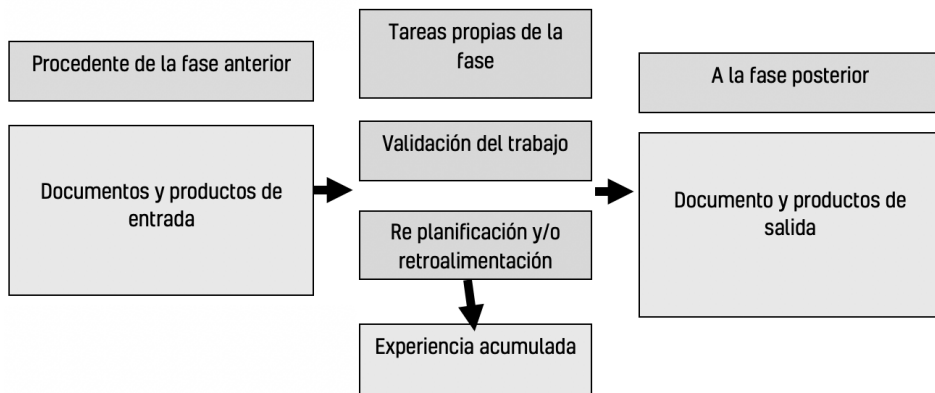 Procedente de la fase anterior
Documentos y productos de
entrada
Tareas propias de la
fase
Validación del trabajo
Re planificación y/o
retroalimentación
Experiencia acumulada
A la fase posterior
Documento y productos de
salida